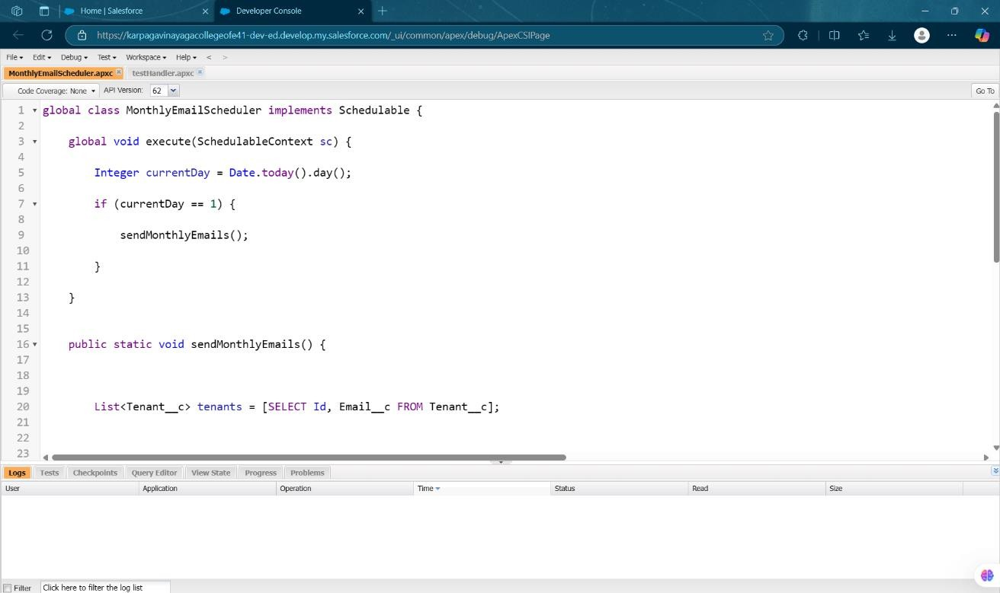 Home | Salesforce
Developer Console
https://karpagavinayagacollegeofe41-dev-ed.develop.my.salesforce.com/_ui/common/apex/debug/ApexCSIPage
File Edit Debug Test Workspace Help < >
MonthlyEmailScheduler.apxc testHandler.apxc
Code Coverage: None API Version: 62 Go To
1 global class MonthlyEmailScheduler implements Schedulable {
2
3 global void execute(SchedulableContext sc) {
4
5 Integer currentDay = Date.today().day();
6
7 if (currentDay == 1) {
8
9 sendMonthlyEmails();
10
11 }
12
13 }
14
15
16 public static void sendMonthlyEmails() {
17
18
19
20 List<Tenant__c> tenants = [SELECT Id, Email__c FROM Tenant__c];
21
22
23
Logs Tests Checkpoints Query Editor View State Progress Problems
User Application Operation Time Status Read Size
Filter Click here to filter the log list